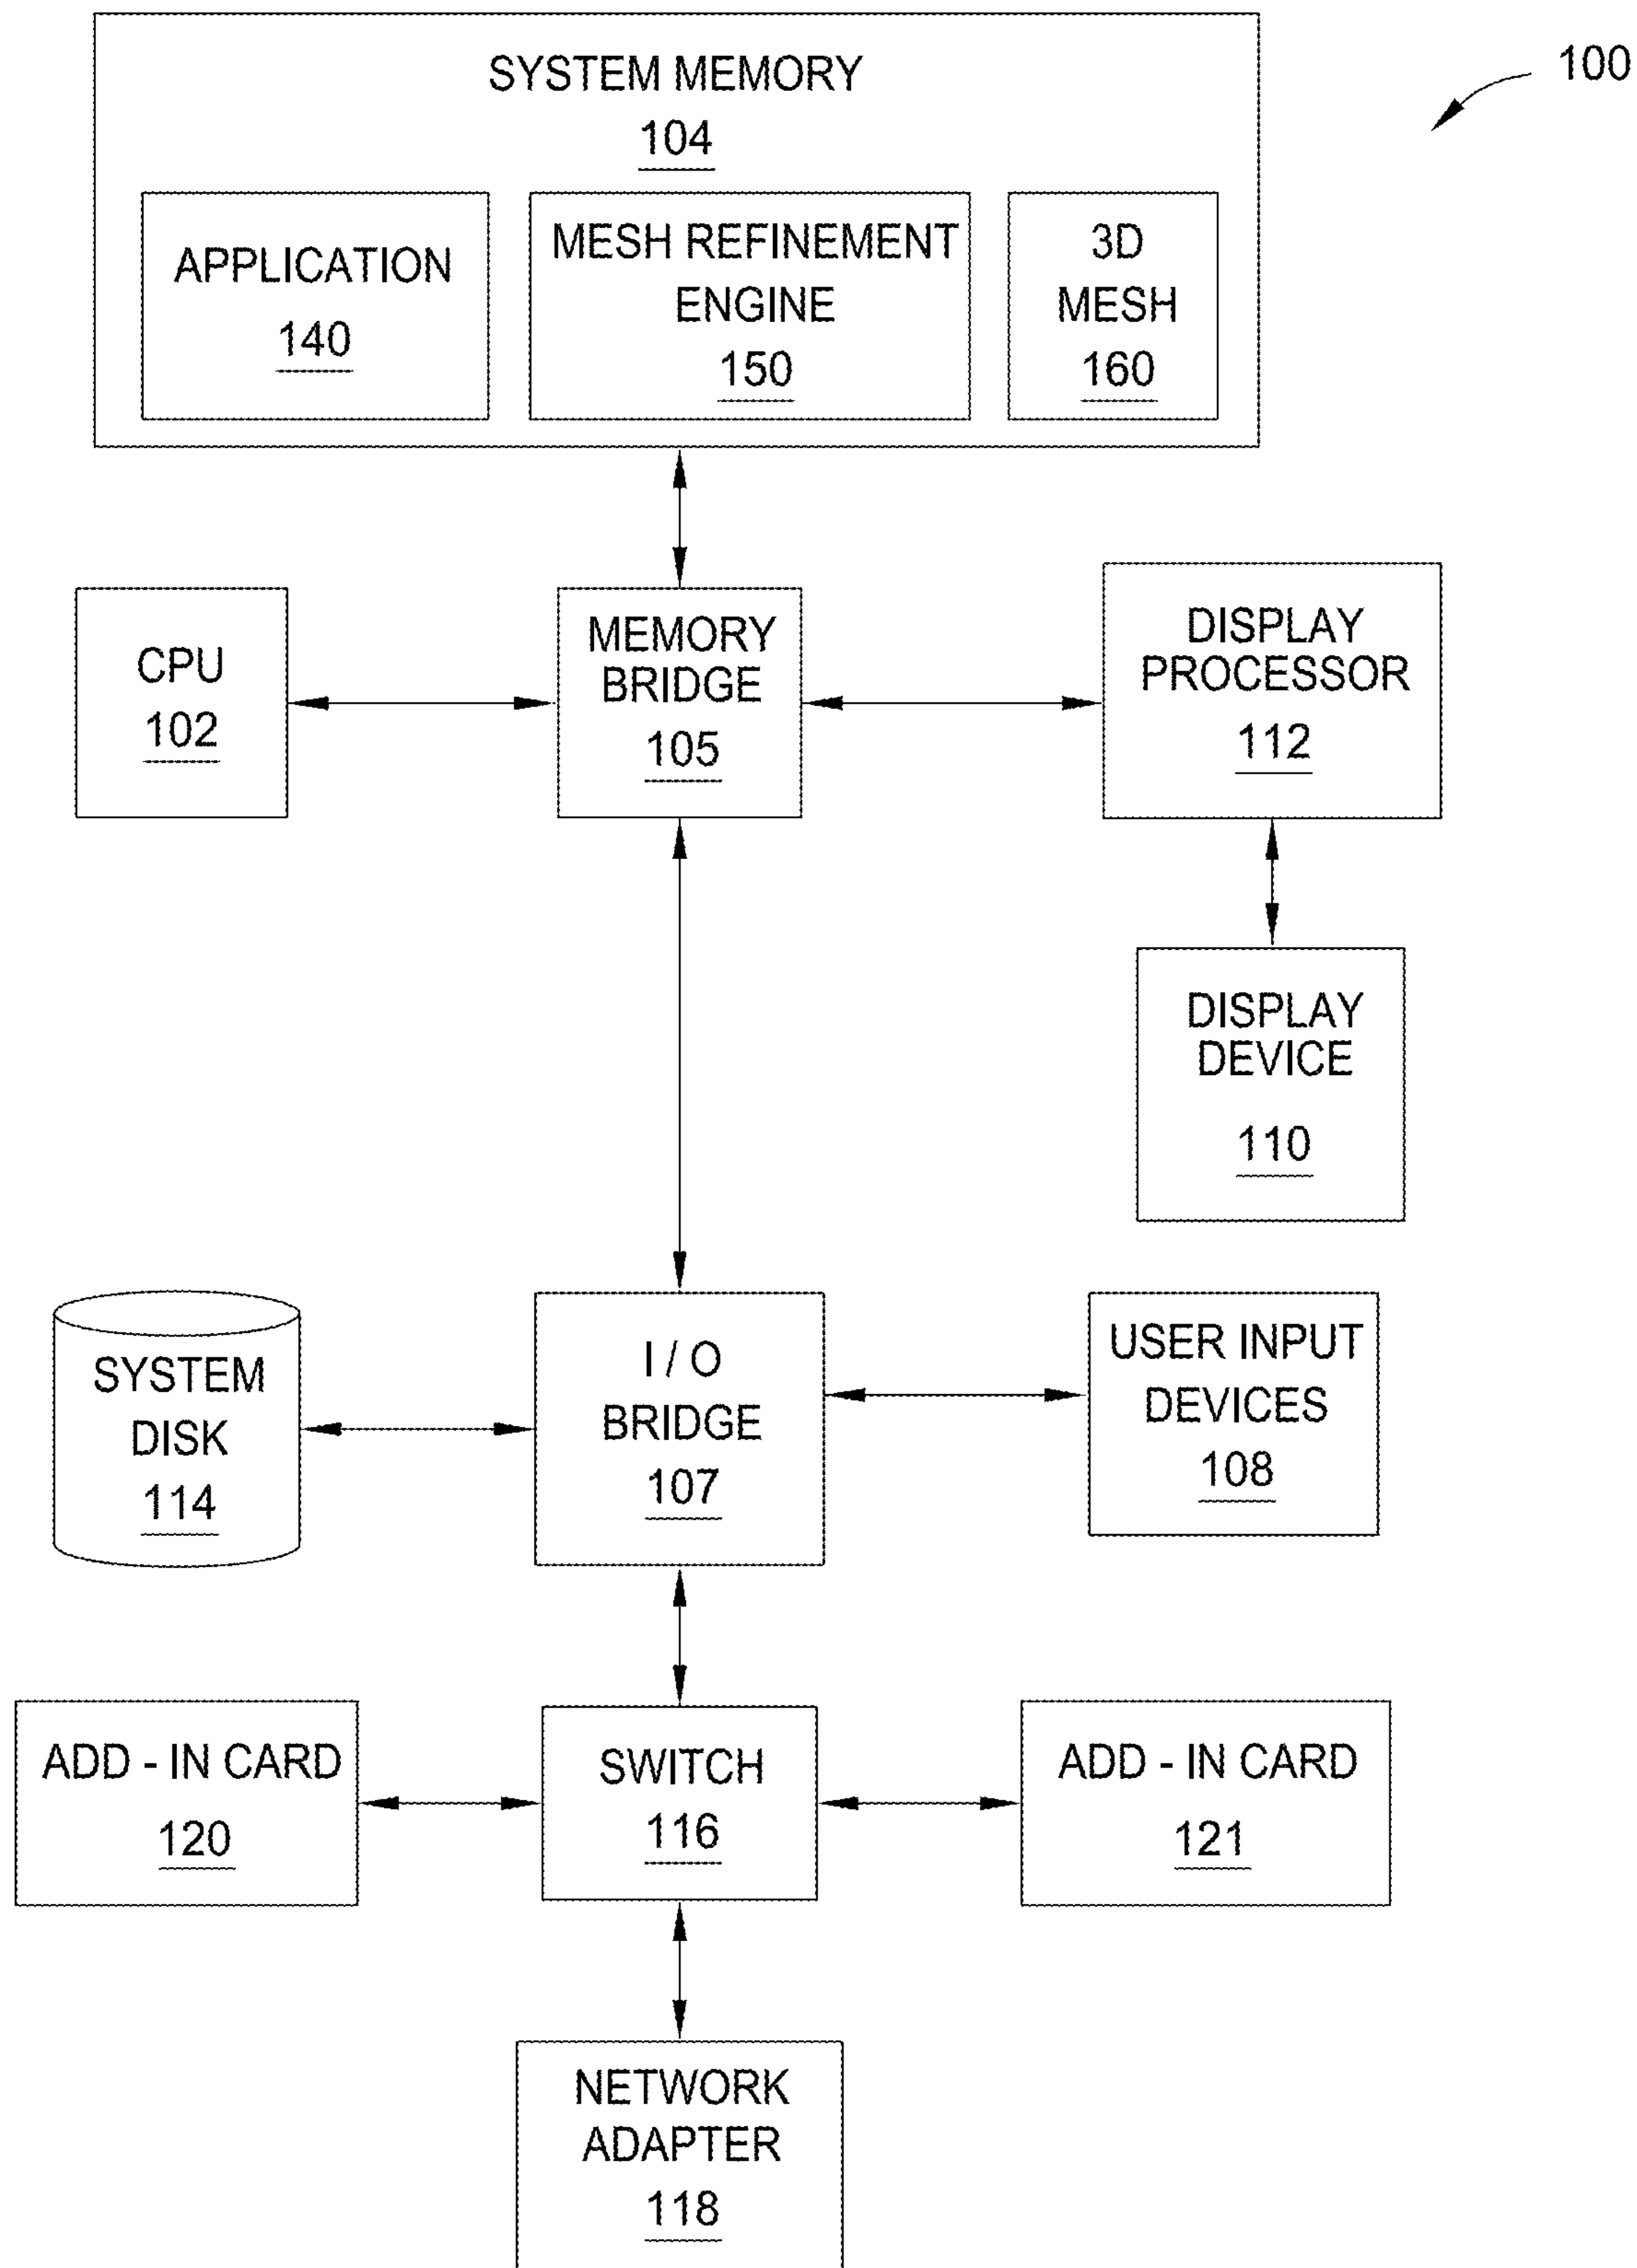 100
SYSTEM MEMORY
104
APPLICATION
140
MESH REFINEMENT
ENGINE
150
3D
MESH
160
CPU
102
MEMORY
BRIDGE
105
DISPLAY
PROCESSOR
112
DISPLAY
DEVICE
110
SYSTEM
DISK
114
I / O
BRIDGE
107
USER INPUT
DEVICES
108
ADD - IN CARD
120
SWITCH
116
ADD - IN CARD
121
NETWORK
ADAPTER
118